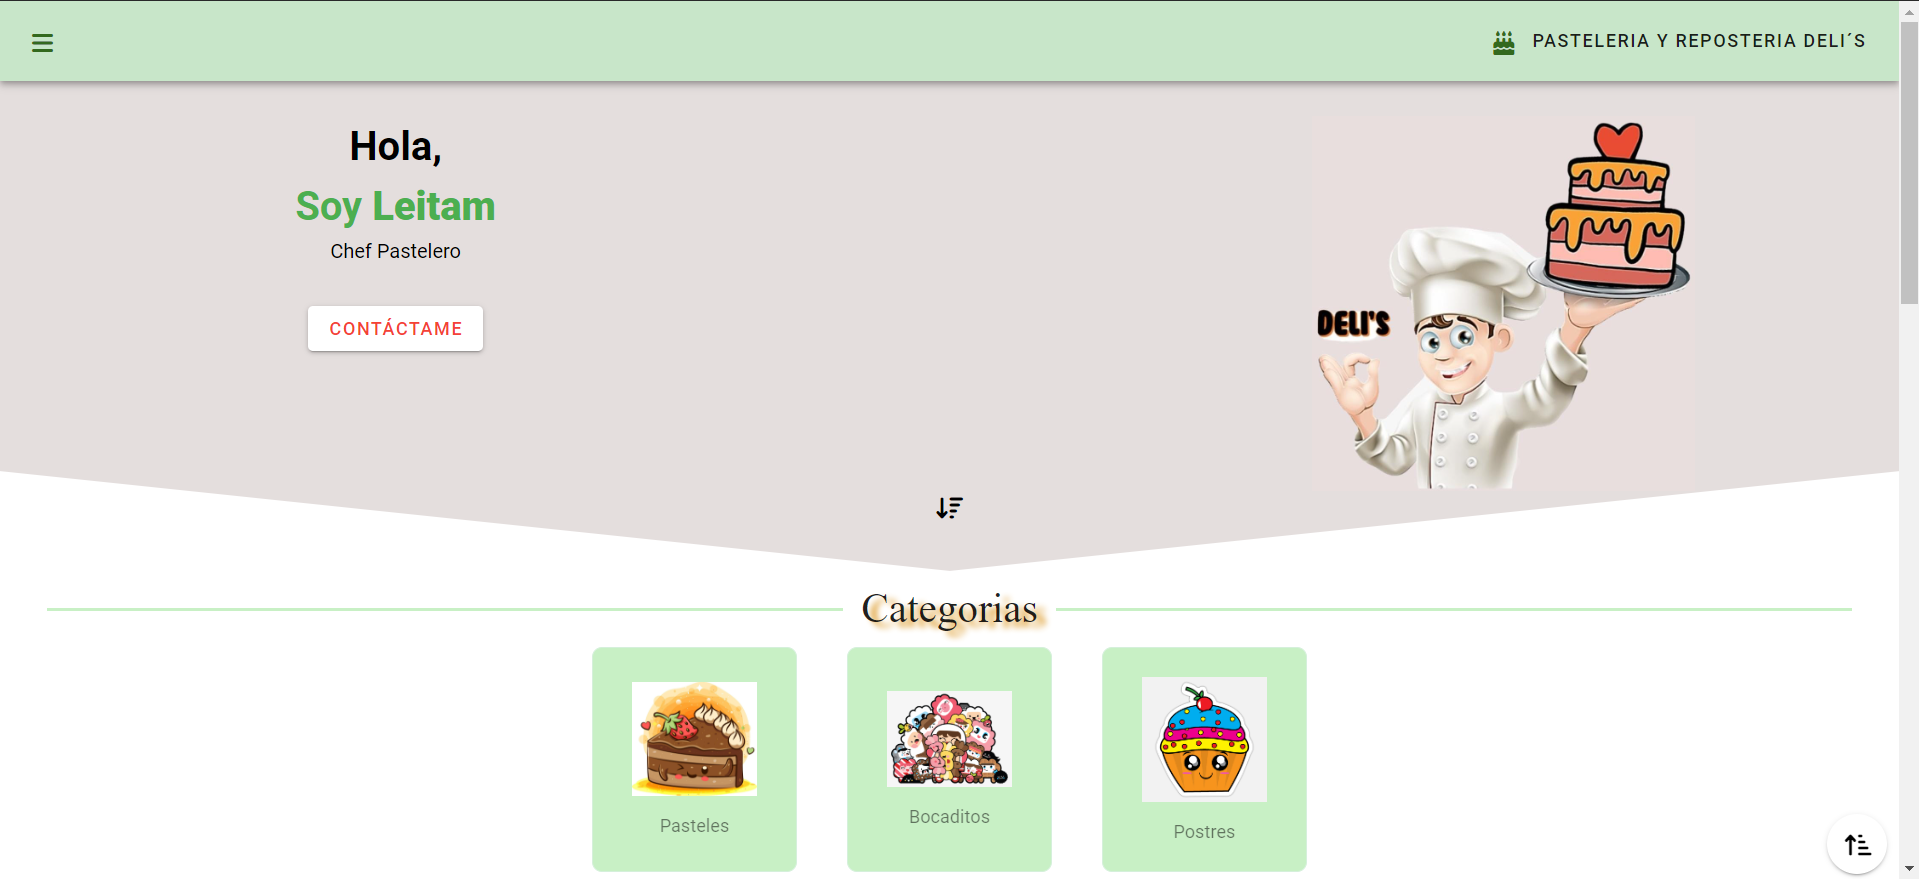 PASTELERIA Y REPOSTERIA DELI´S
Hola,
Soy Leitam
Chef Pastelero
CONTÁCTAME
DELI'S
Categorias
Pasteles
Bocaditos
Postres